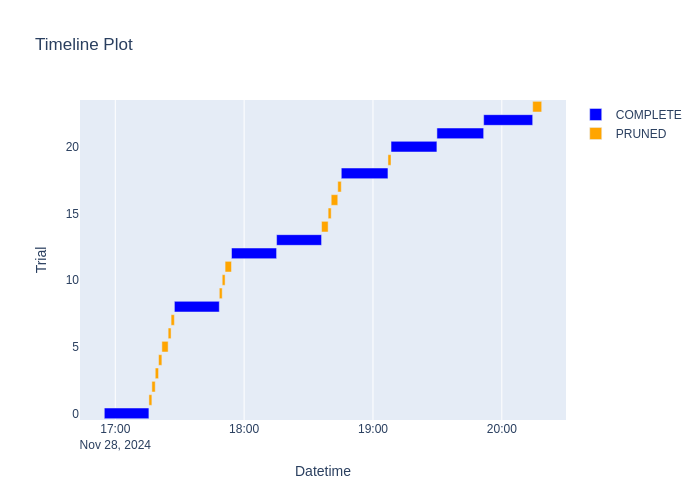 Timeline Plot
COMPLETE
PRUNED
20
15
10
5
0
Trial
17:00 18:00 19:00 20:00
Nov 28, 2024
Datetime